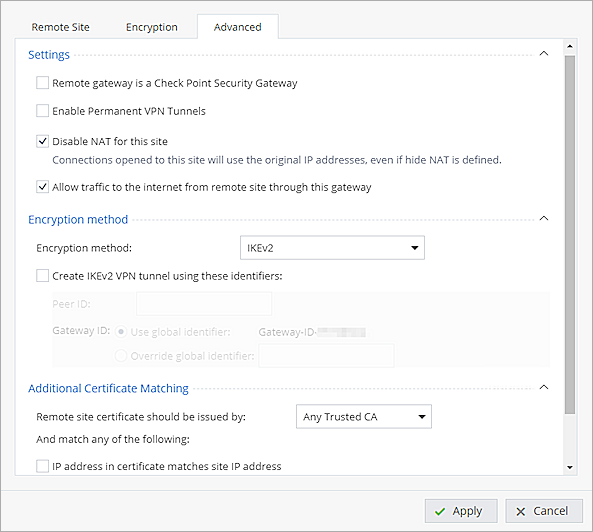 Remote Site
Encryption
Advanced
Settings
Remote gateway is a Check Point Security Gateway
Enable Permanent VPN Tunnels
Disable NAT for this site
Connections opened to this site will use the original IP addresses, even if hide NAT is defined.
Allow traffic to the internet from remote site through this gateway
Encryption method
Encryption method: IKEv2
Create IKEv2 VPN tunnel using these identifiers:
Peer ID:
Gateway ID: Use global identifier: Gateway-ID-
Override global identifier:
Additional Certificate Matching
Remote site certificate should be issued by: Any Trusted CA
And match any of the following:
IP address in certificate matches site IP address
Apply
Cancel